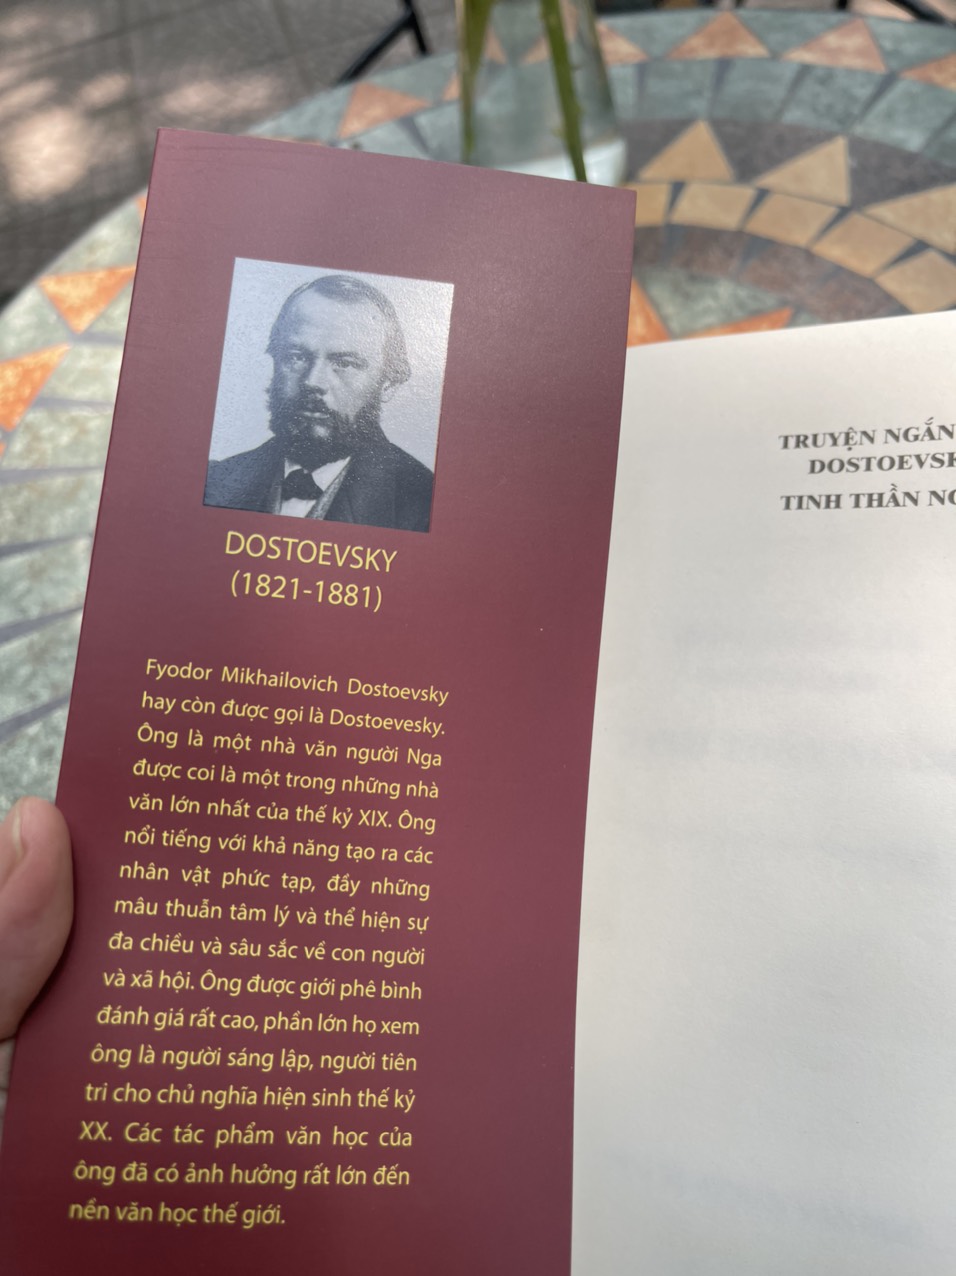 DOSTOEVSKY
(1821-1881)
Fyodor Mikhailovich Dostoevsky
hay còn được gọi là Dostoevesky.
Ông là một nhà văn người Nga
được coi là một trong những nhà
văn lớn nhất của thế kỷ XIX. Ông
nổi tiếng với khả năng tạo ra các
nhân vật phức tạp, đầy những
mâu thuẫn tâm lý và thể hiện sự
đa chiều và sâu sắc về con người
và xã hội. Ông được giới phê bình
đánh giá rất cao, phần lớn họ xem
ông là người sáng lập, người tiên
tri cho chủ nghĩa hiện sinh thế kỷ
XX. Các tác phẩm văn học của
ông đã có ảnh hưởng rất lớn đến
nền văn học thế giới.
TRUYỆN NGẮN
DOSTOEVSK
TINH THẦN